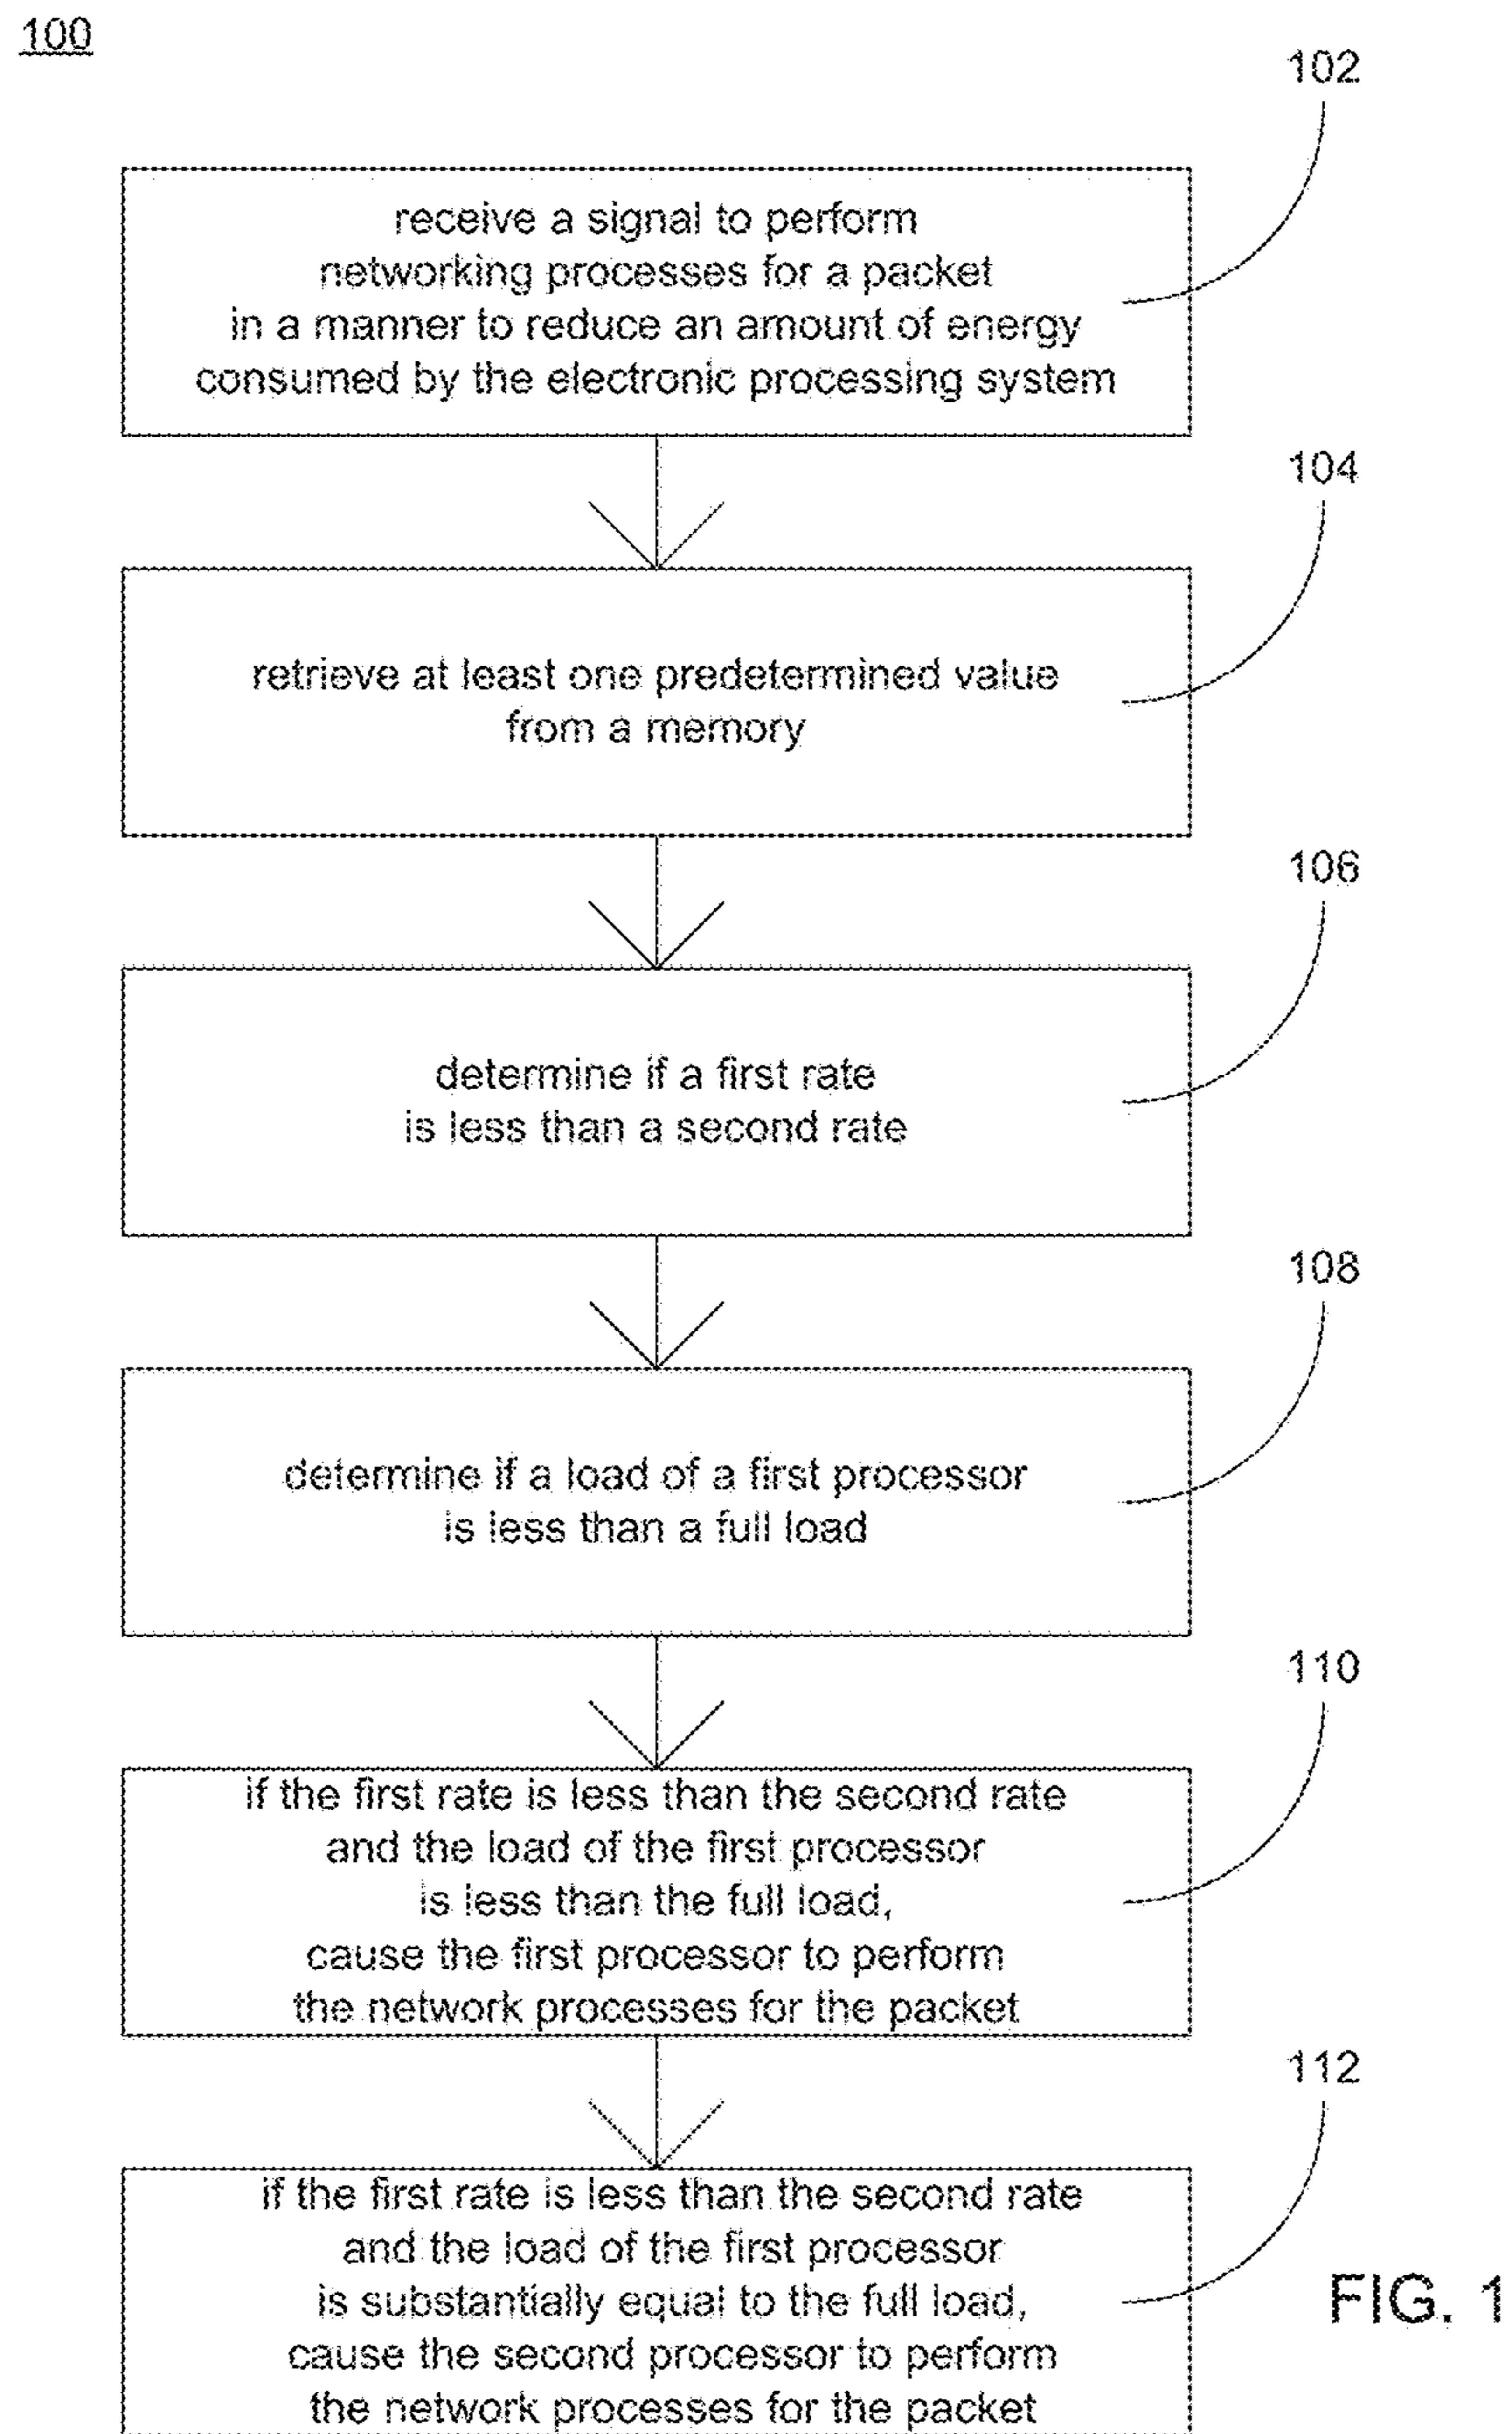 100
102
receive a signal to perform
networking processes for a packet
in a manner to reduce an amount of energy
consumed by the electronic processing system
104
retrieve at least one predetermined value
from a memory
106
determine if a first rate
is less than a second rate
108
determine if a load of a first processor
is less than a full load
110
if the first rate is less than the second rate
and the load of the first processor
is less than the full load,
cause the first processor to perform
the network processes for the packet
112
if the first rate is less than the second rate
and the load of the first processor
is substantially equal to the full load,
cause the second processor to perform
the network processes for the packet
FIG. 1